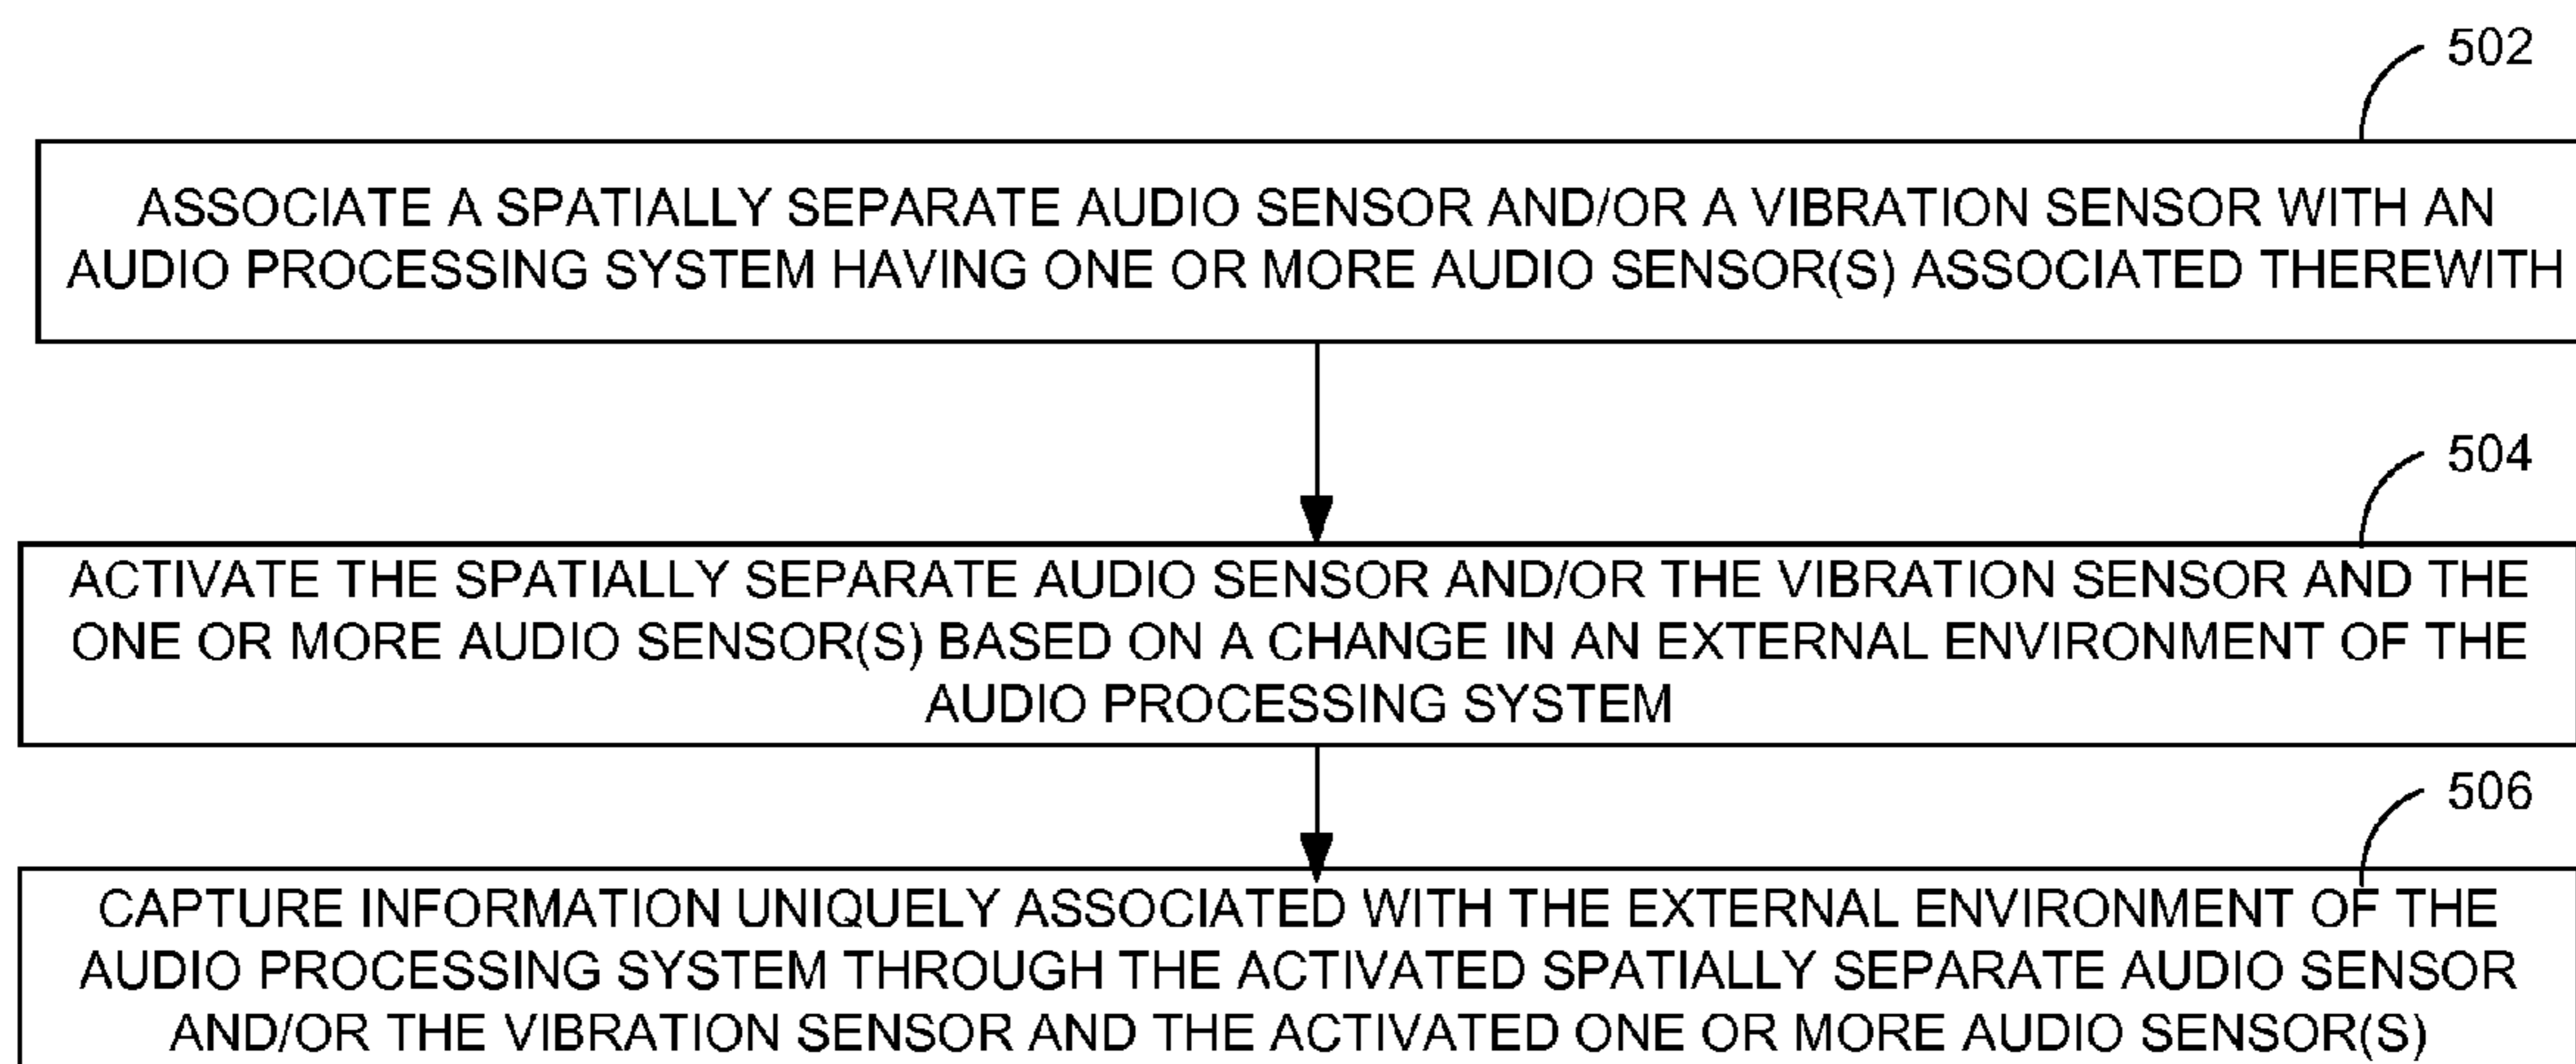 502
ASSOCIATE A SPATIALLY SEPARATE AUDIO SENSOR AND/OR A VIBRATION SENSOR WITH AN
AUDIO PROCESSING SYSTEM HAVING ONE OR MORE AUDIO SENSOR(S) ASSOCIATED THEREWITH
504
ACTIVATE THE SPATIALLY SEPARATE AUDIO SENSOR AND/OR THE VIBRATION SENSOR AND THE
ONE OR MORE AUDIO SENSOR(S) BASED ON A CHANGE IN AN EXTERNAL ENVIRONMENT OF THE
AUDIO PROCESSING SYSTEM
506
CAPTURE INFORMATION UNIQUELY ASSOCIATED WITH THE EXTERNAL ENVIRONMENT OF THE
AUDIO PROCESSING SYSTEM THROUGH THE ACTIVATED SPATIALLY SEPARATE AUDIO SENSOR
AND/OR THE VIBRATION SENSOR AND THE ACTIVATED ONE OR MORE AUDIO SENSOR(S)